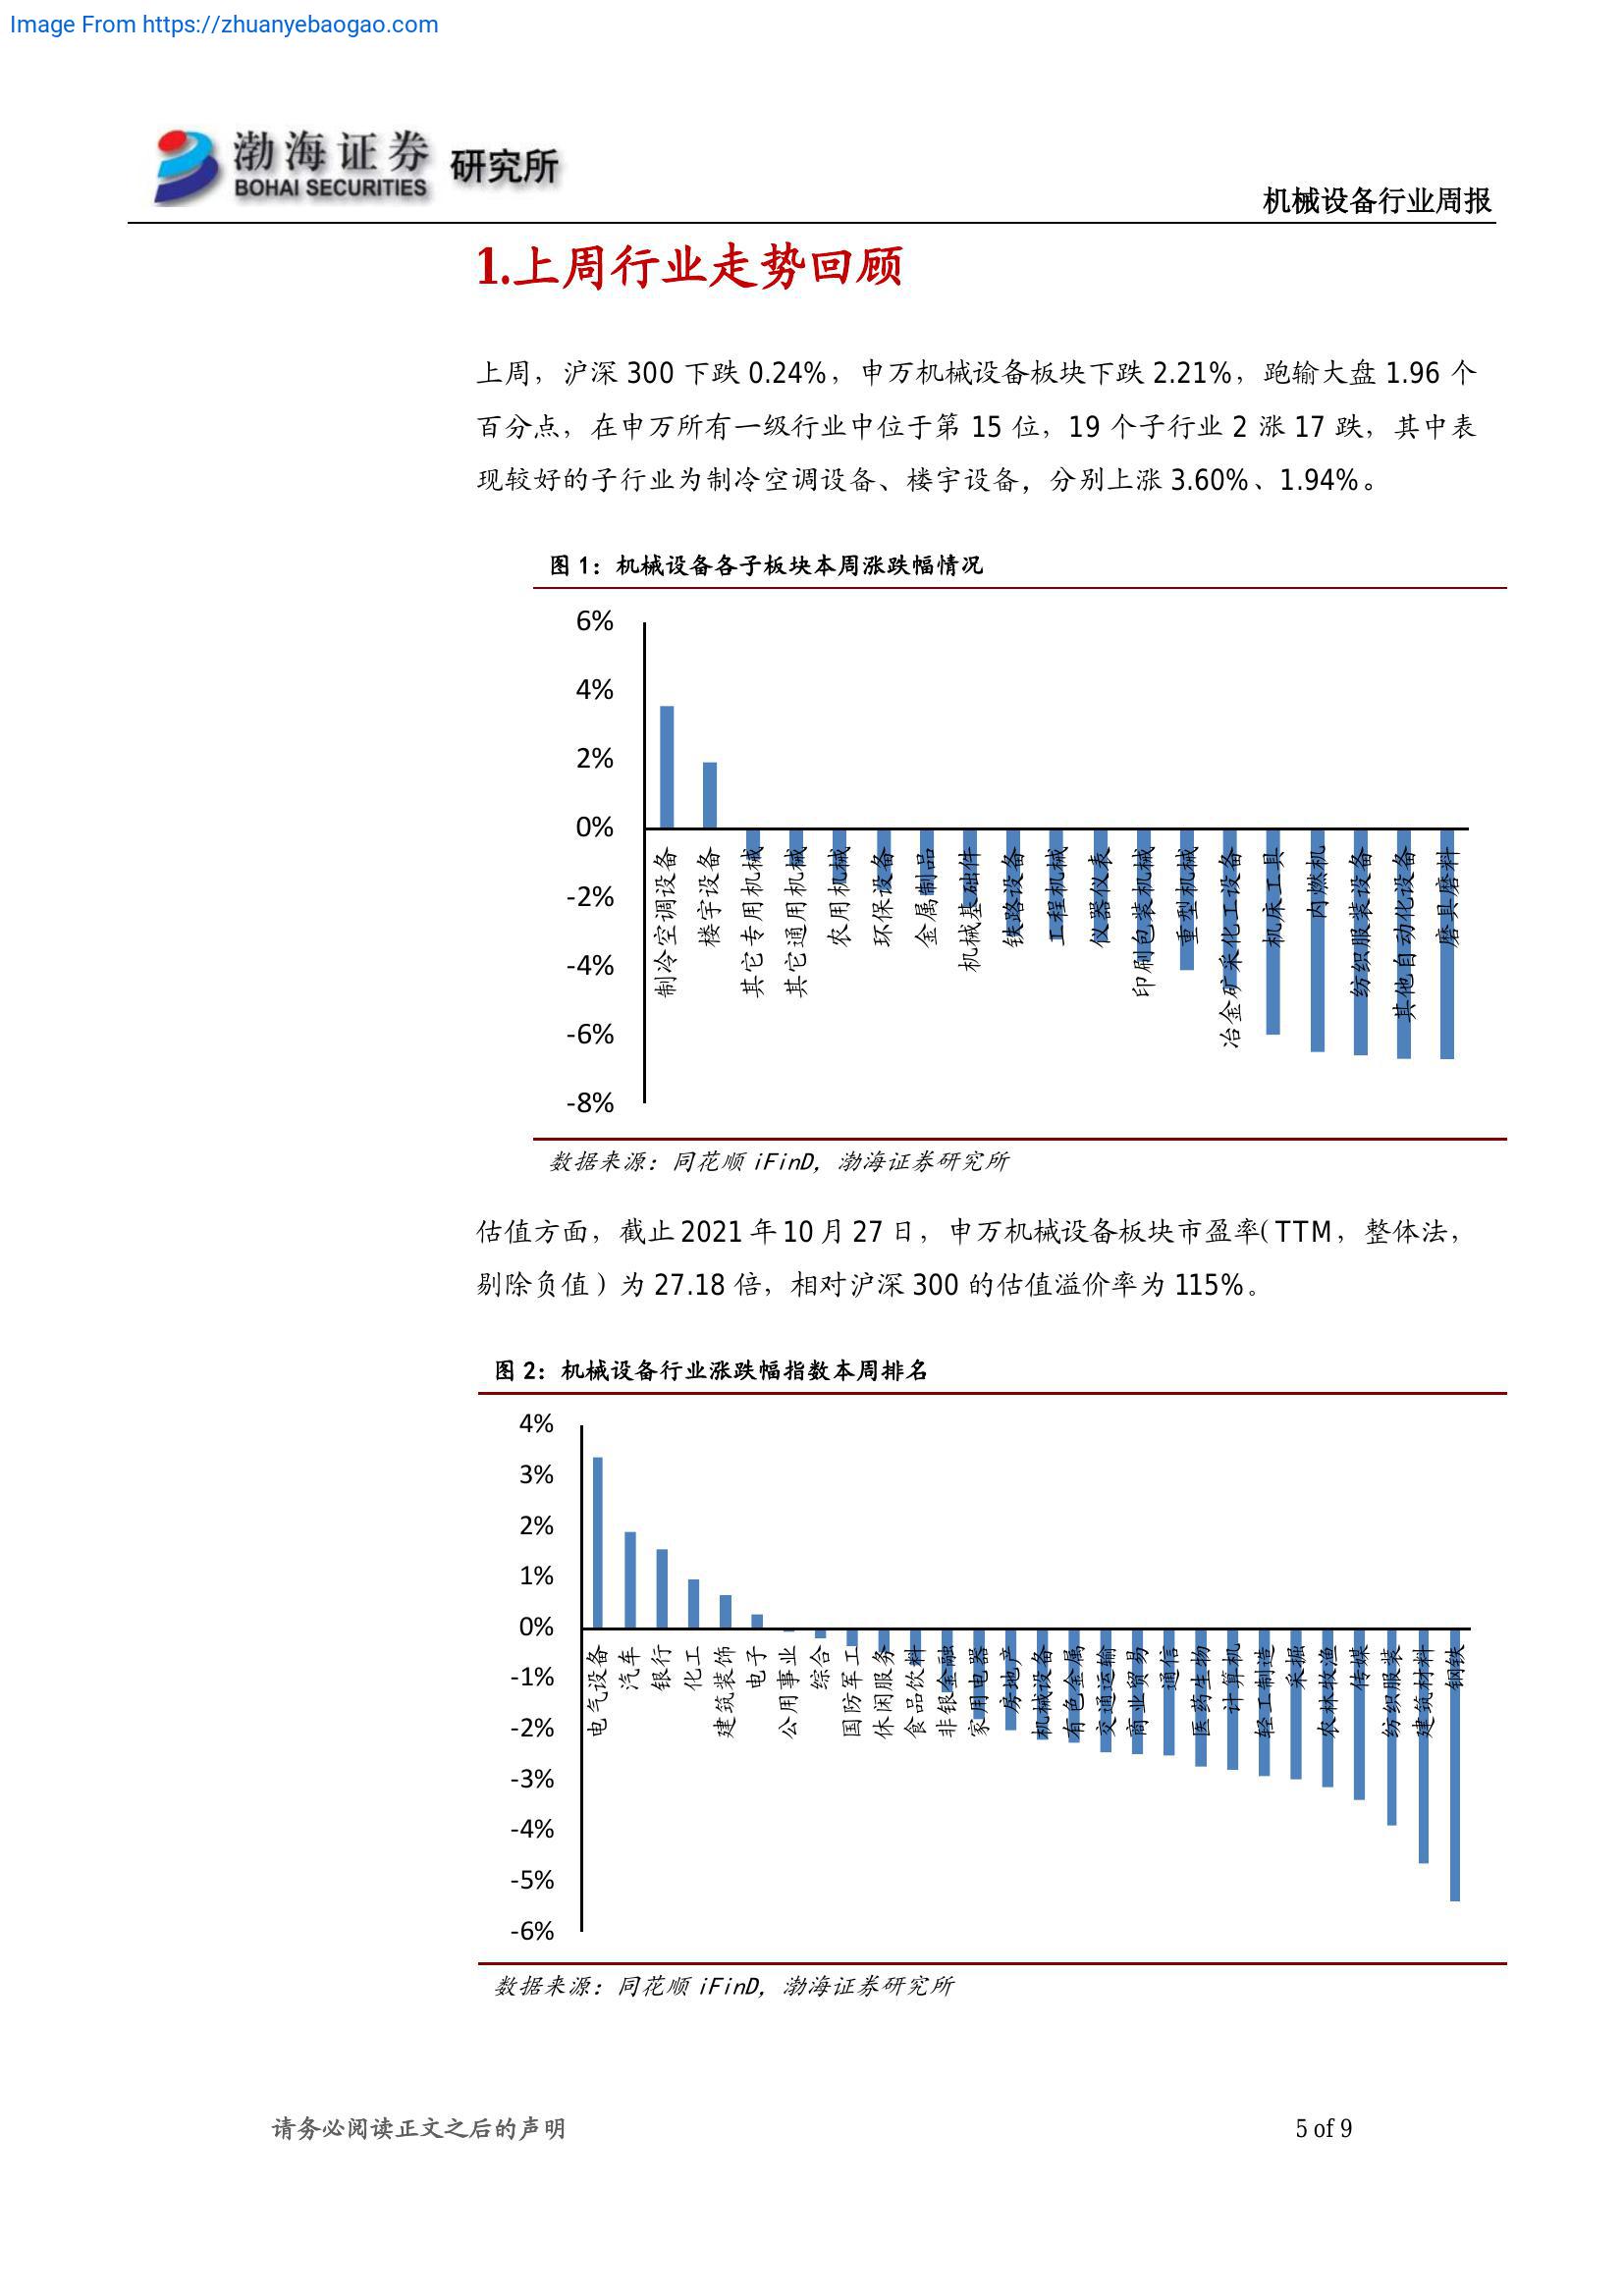 Image From https://zhuanyebaogao.com
渤海证券 研究所
BOHAI SECURITIES
机械设备行业周报
1.上周行业走势回顾
上周，沪深 300 下跌 0.24%，申万机械设备板块下跌 2.21%，跑输大盘 1.96 个
百分点，在申万所有一级行业中位于第 15 位，19 个子行业 2 涨 17 跌，其中表
现较好的子行业为制冷空调设备、楼宇设备，分别上涨 3.60%、1.94%。
图 1：机械设备各子板块本周涨跌幅情况
6%
4%
2%
0%
-2%
-4%
-6%
-8%
制冷空调设备
楼宇设备
其它专用机械
其它通用机械
农用机械
环保设备
金属制品
机械基础件
铁路设备
工程机械
仪器仪表
印刷包装机械
重型机械
冶金矿采化工设备
机床工具
内燃机
纺织服装设备
其他自动化设备
磨具磨料
数据来源：同花顺 iFinD，渤海证券研究所
估值方面，截止 2021 年 10 月 27 日，申万机械设备板块市盈率(TTM，整体法，
剔除负值）为 27.18 倍，相对沪深 300 的估值溢价率为 115%。
图 2：机械设备行业涨跌幅指数本周排名
4%
3%
2%
1%
0%
-1%
-2%
-3%
-4%
-5%
-6%
电气设备
汽车
银行
化工
建筑装饰
电子
公用事业
综合
国防军工
休闲服务
食品饮料
非银金融
家用电器
房地产
机械设备
有色金属
交通运输
商业贸易
通信
医药生物
计算机
轻工制造
采掘
农林牧渔
传媒
纺织服装
建筑材料
钢铁
数据来源：同花顺 iFinD，渤海证券研究所
请务必阅读正文之后的声明
5 of 9